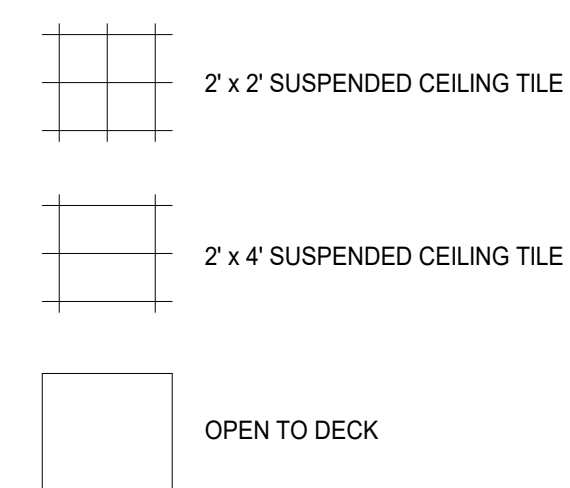 2' x 2' SUSPENDED CEILING TILE
2' x 4' SUSPENDED CEILING TILE
OPEN TO DECK